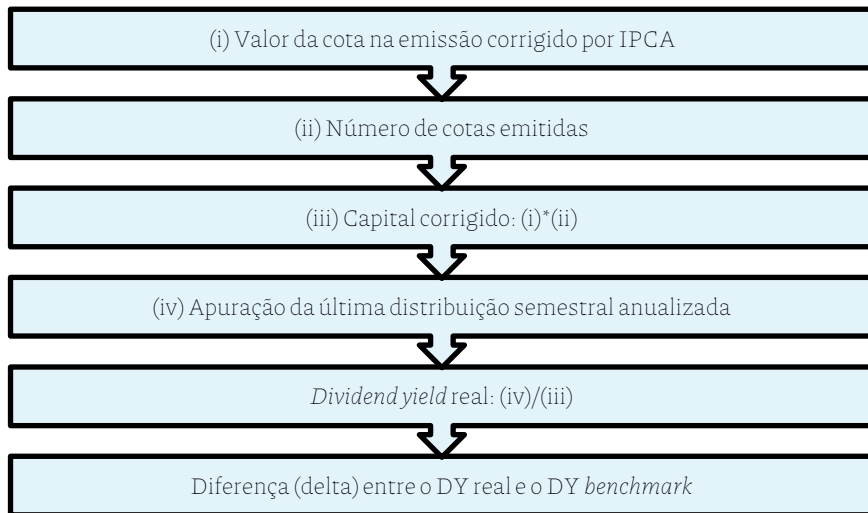 (i) Valor da cota na emissão corrigido por IPCA
(ii) Número de cotas emitidas
(iii) Capital corrigido: (i)*(ii)
(iv) Apuração da última distribuição semestral anualizada
Dividend yield real: (iv)/(iii)
Diferença (delta) entre o DY real e o DY benchmark